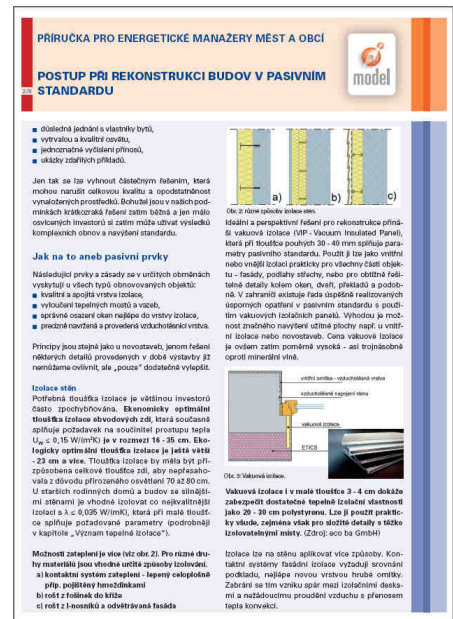 PŘÍRUČKA PRO ENERGETICKÉ MANAŽERY MĚST A OBCÍ
POSTUP PŘI REKONSTRUKCI BUDOV V PASIVNÍM
STANDARDU
2/8
model
důsledná jednání s vlastníky bytů,
vytrvalou a kvalitní osvětu,
jednoznačné vyčíslení přínosů,
ukázky zdařilých příkladů.
Jen tak se lze vyhnout částečným řešením, která
mohou narušit celkovou kvalitu a opodstatněnost
vynaložených prostředků. Bohužel jsou v našich pod-
mínkách krátkozraká řešení zatím běžná a jen málo
osvícených investorů si zatím může užívat výsledků
komplexních obnov a navýšení standardu.
Jak na to aneb pasivní prvky
Následující prvky a zásady se v určitých obměnách
vyskytují u všech typů obnovovaných objektů:
kvalitní a spojitá vrstva izolace,
vyloučení tepelných mostů a vazeb,
správné osazení oken nejlépe do vrstvy izolace,
precizně navržená a provedená vzduchotěsnicí vrstva.
Principy jsou stejné jako u novostaveb, jenom řešení
některých detailů provedených v době výstavby již
nemůžeme ovlivnit, ale „pouze" dodatečně vylepšit.
Izolace stěn
Potřebná tloušťka izolace je většinou investorů
často zpochybňována. Ekonomicky optimální
tloušťka izolace obvodových zdí, která současně
splňuje požadavek na součinitel prostupu tepla
Uw ≤ 0,15 W/(m²K) je v rozmezí 16 - 35 cm. Eko-
logicky optimální tloušťka izolace je ještě větší
- 23 cm a více. Tloušťka izolace by měla být při-
způsobena celkové tloušťce zdi, aby nepřesaho-
vala z důvodu přirozeného osvětlení 70 až 80 cm.
U starších rodinných domů a budov se silnější-
mi stěnami je vhodné izolovat co nejkvalitnější
izolací s λ ≤ 0,035 W/(mK), která při malé tloušť-
ce splňuje požadované parametry (podrobněji
v kapitole „Význam tepelné izolace").
Možností zateplení je více (viz obr. 2). Pro různé dru-
hy materiálů jsou vhodné určité způsoby izolování.
a) kontaktní systém zateplení - lepený celoplošně
příp. pojištěný hmoždinkami
b) rošt z fošinek do kříže
c) rošt z I-nosníků a odvětrávaná fasáda
a)
b)
c)
Obr. 2: různé způsoby izolace stěn.
Ideální a perspektivní řešení pro rekonstrukce přiná-
ší vakuová izolace (VIP - Vacuum Insulated Panel),
která při tloušťce pouhých 30 - 40 mm splňuje para-
metry pasivního standardu. Použít ji lze jako vnitřní
nebo vnější izolaci prakticky pro všechny části objek-
tu - fasády, podlahy střechy, nebo pro obtížně řeši-
telné detaily kolem oken, dveří, překladů a podob-
ně. V zahraničí existuje řada úspěšně realizovaných
úsporných opatření v pasivním standardu s použi-
tím vakuových izolačních panelů. Výhodou je mož-
nost značného navýšení užitné plochy např. u vnitř-
ní izolace nebo novostaveb. Cena vakuové izolace
je ovšem zatím poměrně vysoká - asi trojnásobně
oproti minerální vlně.
vnitřní omítka - vzduchotěsná vrstva
vzduchotěsné napojení rámu
vakuová izolace
ETICS
Obr. 3: Vakuová izolace.
Vakuová izolace i v malé tloušťce 3 - 4 cm dokáže
zabezpečit dostatečné tepelně izolační vlastnosti
jako 20 - 30 cm polystyrenu. Lze ji použít praktic-
ky všude, zejména však pro složité detaily s těžko
izolovatelnými místy. (Zdroj: eco ba GmbH)
Izolace lze na stěnu aplikovat více způsoby. Kon-
taktní systémy fasádní izolace vyžadují srovnání
podkladu, nejlépe novou vrstvou hrubé omítky.
Zabrání se tím vzniku spár mezi izolačními deska-
mi a nežádoucímu proudění vzduchu s přenosem
tepla konvekcí.